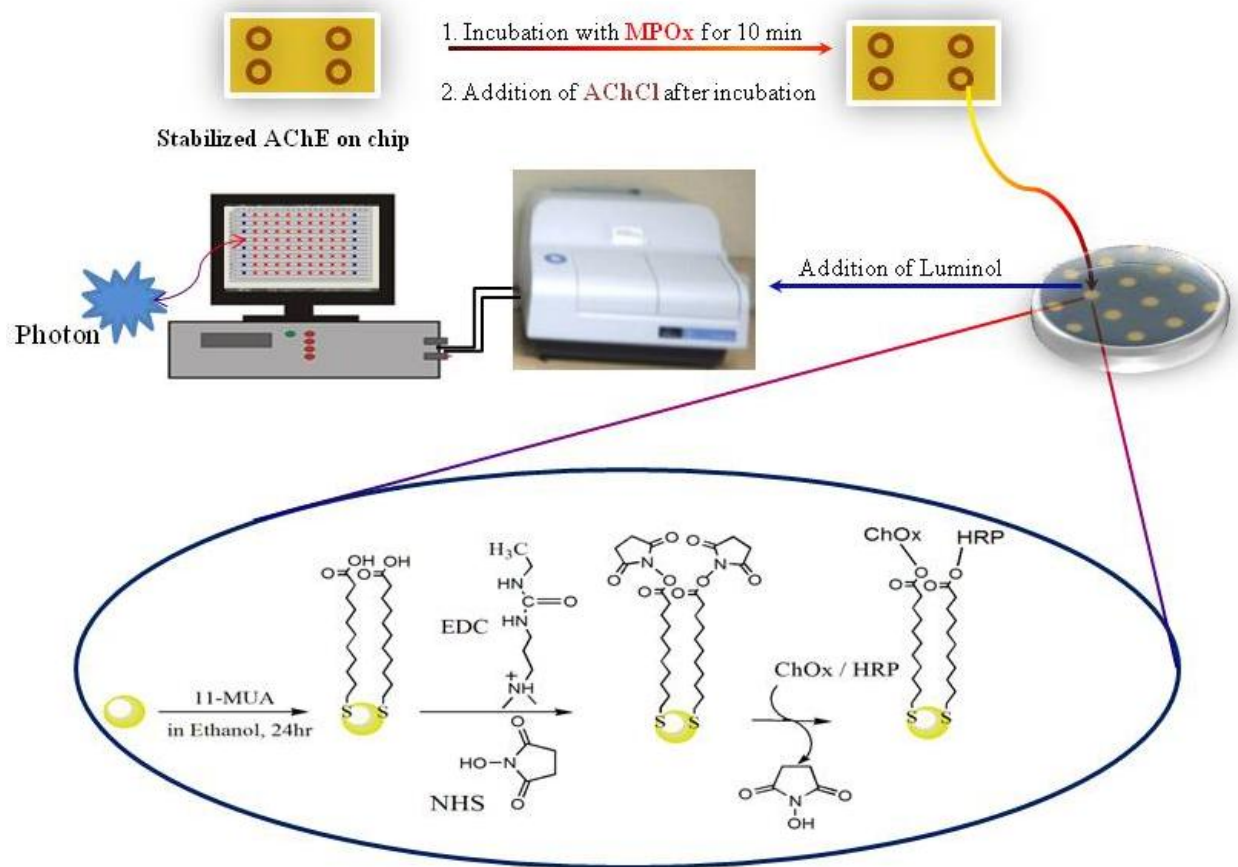 1. Incubation with MPOx for 10 min
2. Addition of AChCl after incubation
Stabilized AChE on chip
Addition of Luminol
Photon
11-MUA
in Ethanol, 24hr
O
OH
O
OH
S
S
H3C
HN
C
O
HN
EDC
+
NH
O
HO
N
O
NHS
O
N
O
O
O
O
N
O
O
O
S
S
ChOx / HRP
O
N
O
OH
ChOx
HRP
O
O
O
O
S
S